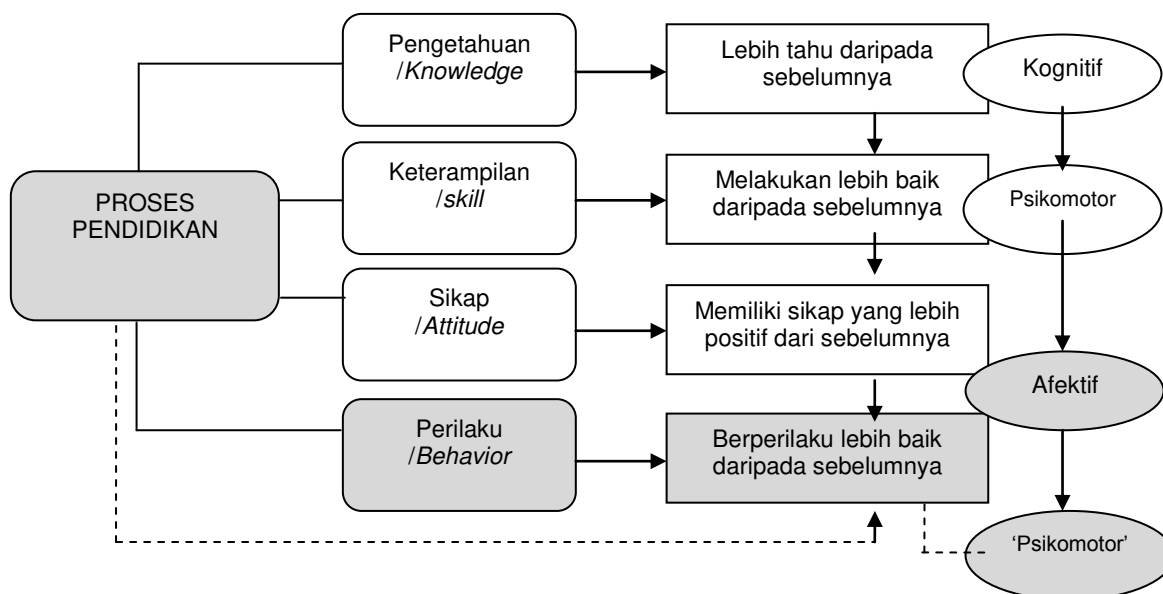 Pengetahuan
/Knowledge
Lebih tahu daripada
sebelumnya
Kognitif
PROSES
PENDIDIKAN
Keterampilan
/skill
Melakukan lebih baik
daripada sebelumnya
Psikomotor
Sikap
/Attitude
Memiliki sikap yang lebih
positif dari sebelumnya
Afektif
Perilaku
/Behavior
Berperilaku lebih baik
daripada sebelumnya
‘Psikomotor’